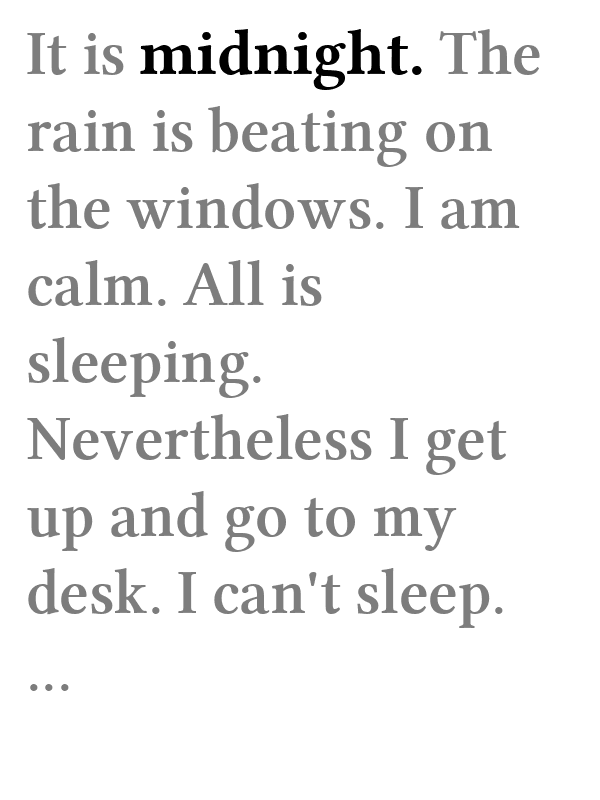 It is midnight. The
rain is beating on
the windows. I am
calm. All is
sleeping.
Nevertheless I get
up and go to my
desk. I can't sleep.
...